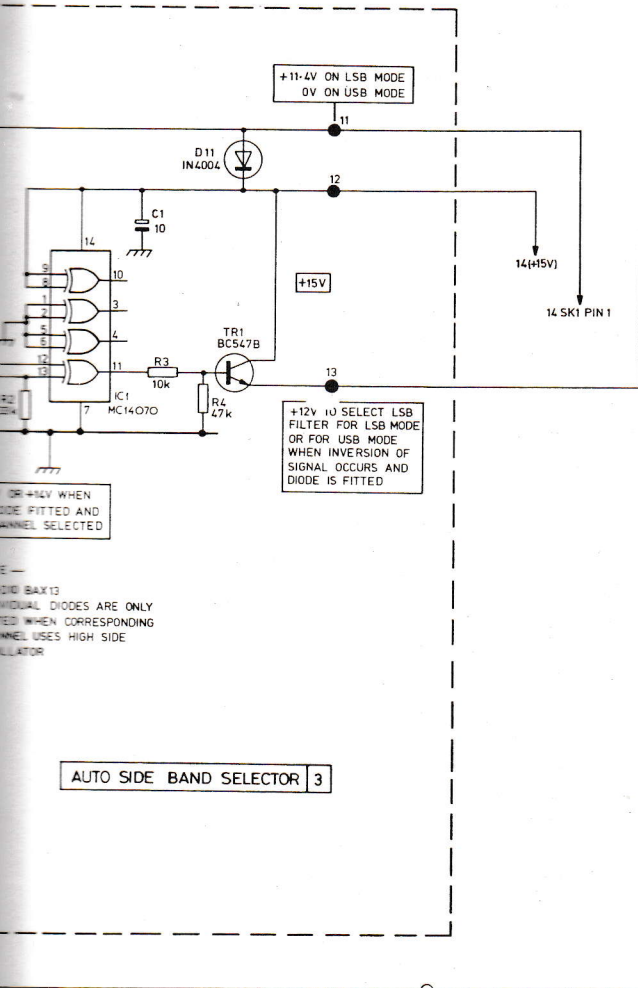 +11·4V ON LSB MODE
0V ON USB MODE
11
D11
IN4004
12
C1
10
14
14(+15V)
9
8
10
+15V
1
2
3
14 SK1 PIN 1
5
6
4
TR1
BC547B
12
13
11
R3
10k
13
IC1
MC14070
R4
47k
R2
7
+12V TO SELECT LSB
FILTER FOR LSB MODE
OR FOR USB MODE
WHEN INVERSION OF
SIGNAL OCCURS AND
DIODE IS FITTED
OR +14V WHEN
FITTED AND
SELECTED
BAX13
DIODES ARE ONLY
WHEN CORRESPONDING
USES HIGH SIDE
AUTO SIDE BAND SELECTOR 3